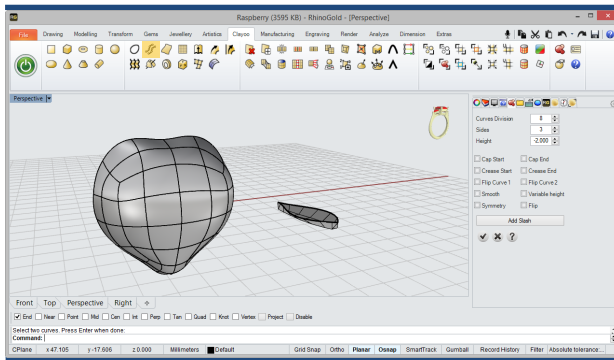 Raspberry (3595 KB) - RhinoGold - [Perspective]
File Drawing Modelling Transform Gems Jewellery Artistics Clayoo Manufacturing Engraving Render Analyze Dimension Extras
Perspective
Curves Division 8
Sides 3
Height -2.000
Cap Start Cap End
Crease Start Crease End
Flip Curve 1 Flip Curve 2
Smooth Variable height
Symmetry Flip
Add Slash
Front Top Perspective Right
End Near Point Mid Cen Int Perp Tan Quad Knot Vertex Project Disable
Select two curves. Press Enter when done:
Command:
CPlane x 47.105 y -17.606 z 0.000 Millimeters Default Grid Snap Ortho Planar Osnap SmartTrack Gumball Record History Filter Absolute tolerance:...